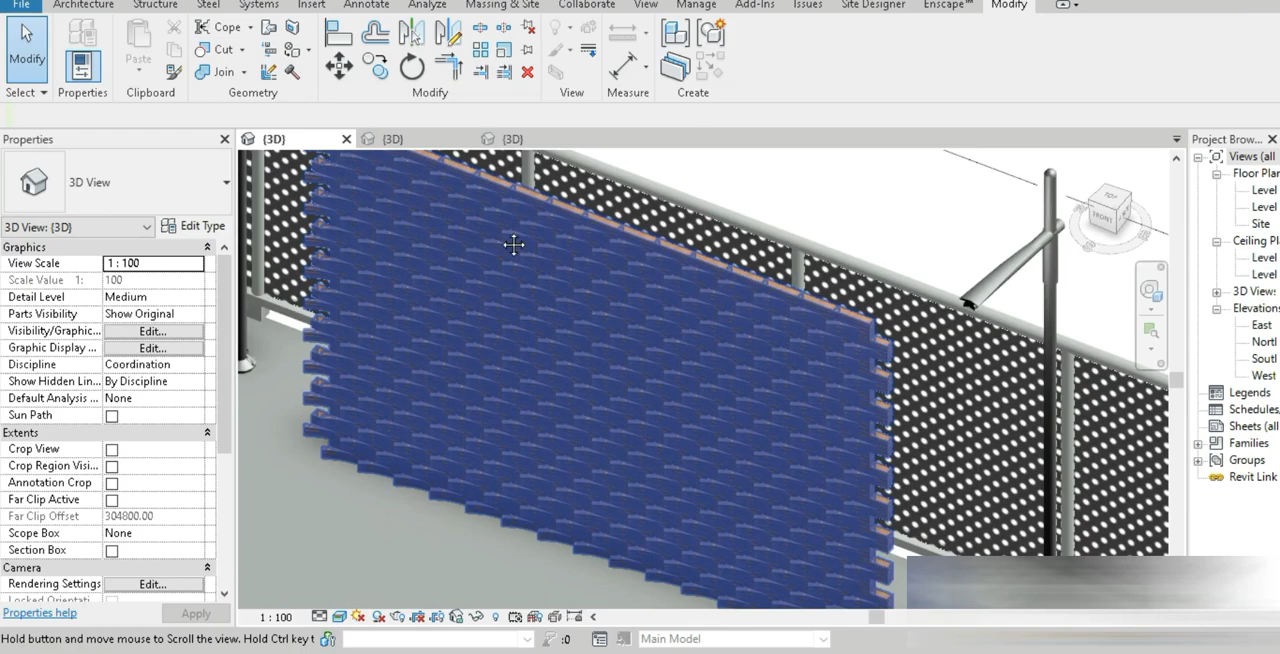 File Architecture Structure Steel Systems Insert Annotate Analyze Massing & Site Collaborate View Manage Add-Ins Issues Site Designer Enscape™ Modify
Modify
Paste
Cope
Cut
Join
Select Properties Clipboard Geometry Modify View Measure Create
Properties
{3D} {3D} {3D}
Project Brow...
3D View
3D View: {3D} Edit Type
Graphics
View Scale 1 : 100
Scale Value 1: 100
Detail Level Medium
Parts Visibility Show Original
Visibility/Graphic... Edit...
Graphic Display ... Edit...
Discipline Coordination
Show Hidden Lin... By Discipline
Default Analysis ... None
Sun Path
Extents
Crop View
Crop Region Visi...
Annotation Crop
Far Clip Active
Far Clip Offset 304800.00
Scope Box None
Section Box
Camera
Rendering Settings Edit...
Locked Orientati
Properties help Apply
TOP
FRONT
Views (all
Floor Plan
Level
Level
Site
Ceiling Pl
Level
Level
3D Views
Elevations
East
North
South
West
Legends
Schedules,
Sheets (all
Families
Groups
Revit Link
1 : 100
Hold button and move mouse to Scroll the view. Hold Ctrl key t :0 Main Model